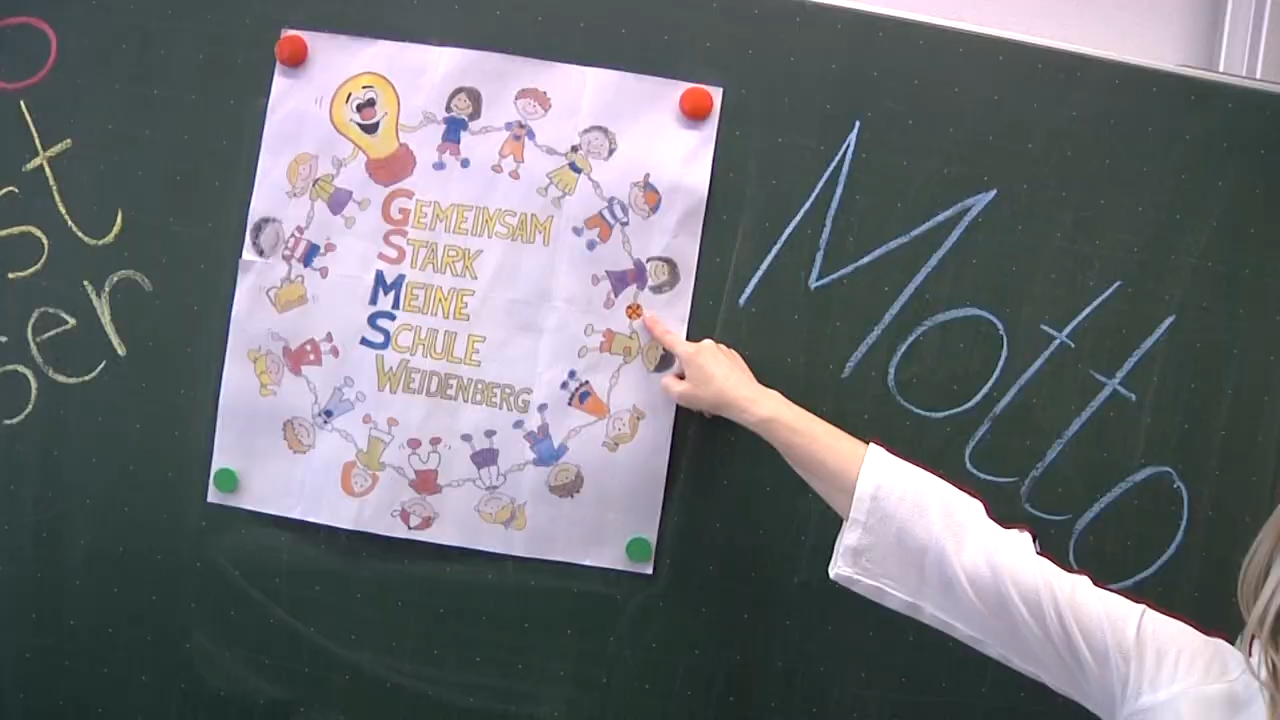 GEMEINSAM
STARK
MEINE
SCHULE
WEIDENBERG
Motto